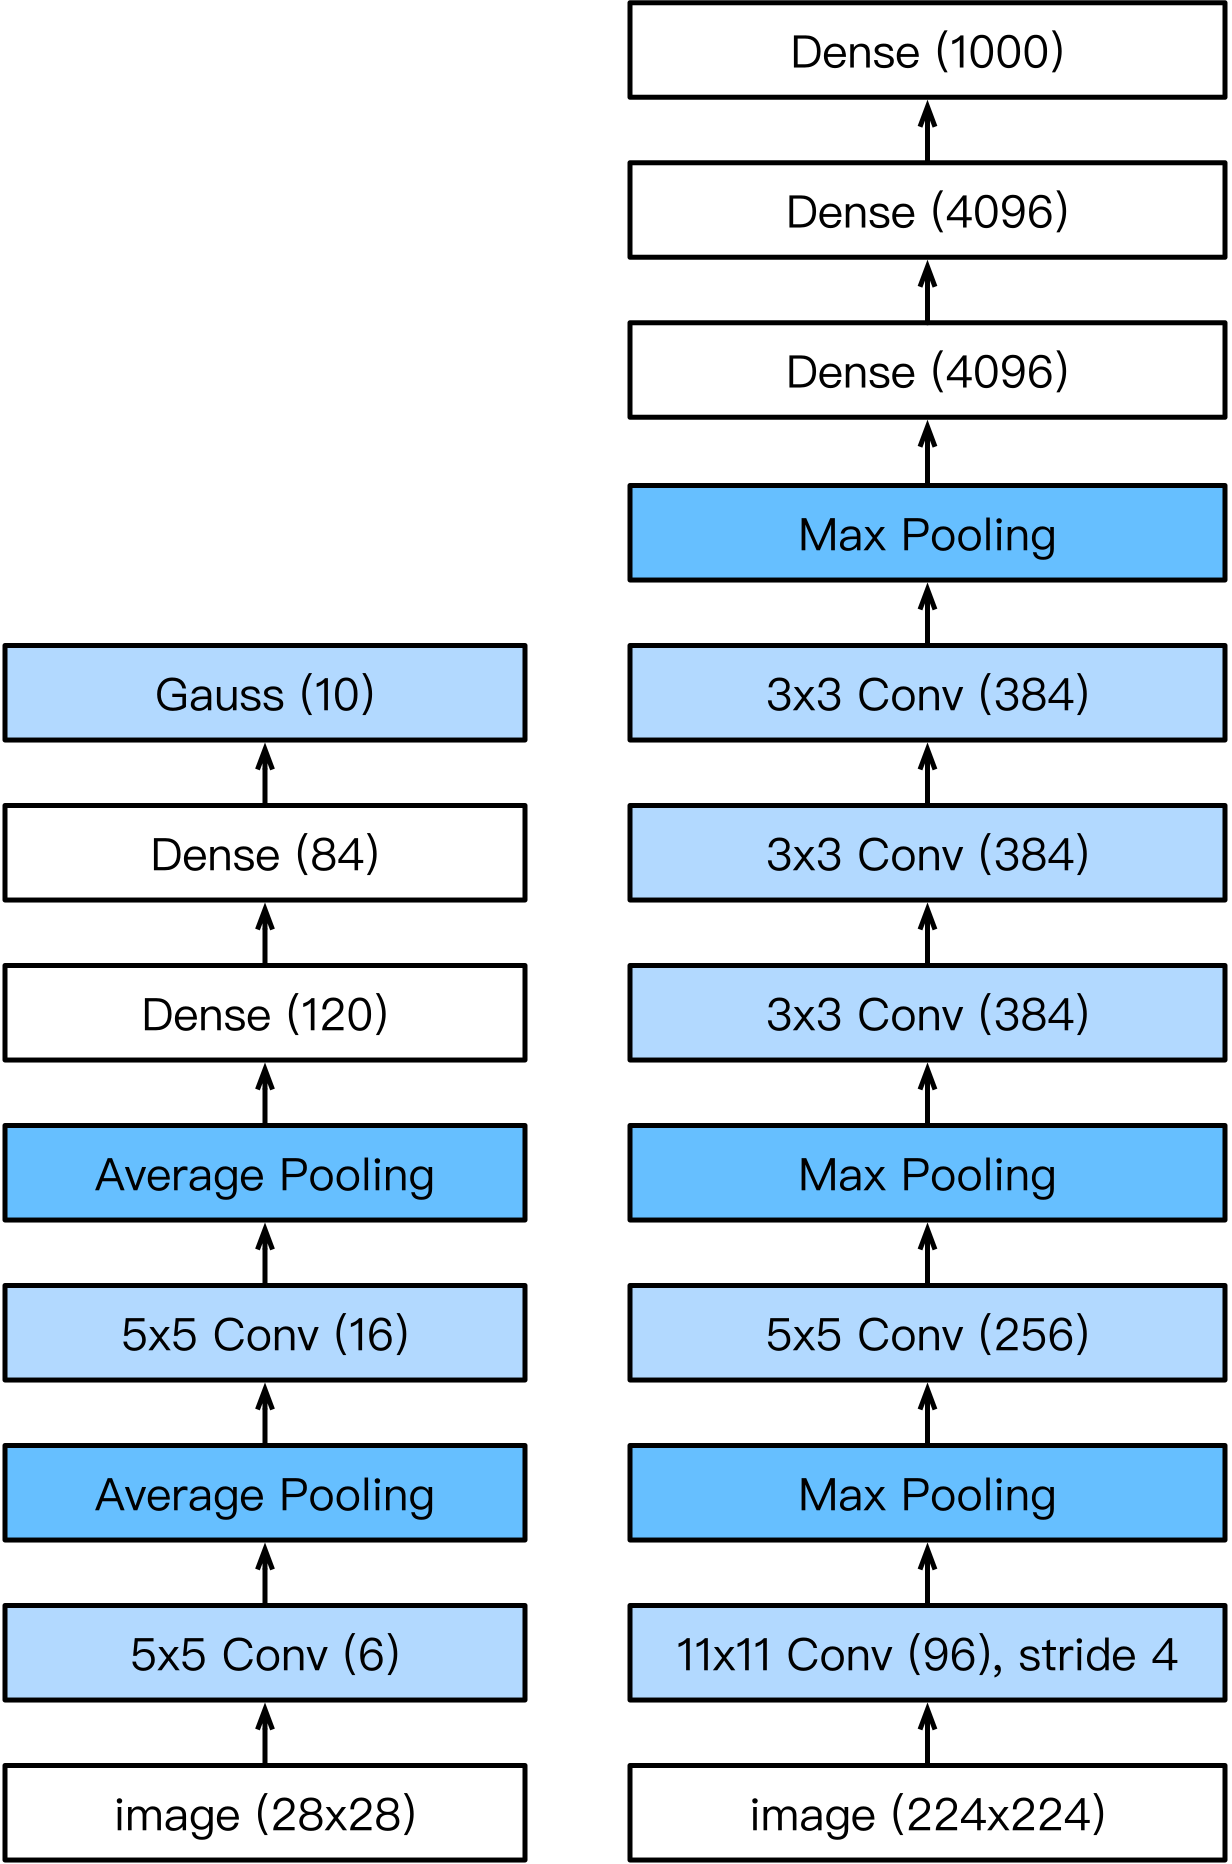 Gauss (10)
Dense (84)
Dense (120)
Average Pooling
5x5 Conv (16)
Average Pooling
5x5 Conv (6)
image (28x28)
Dense (1000)
Dense (4096)
Dense (4096)
Max Pooling
3x3 Conv (384)
3x3 Conv (384)
3x3 Conv (384)
Max Pooling
5x5 Conv (256)
Max Pooling
11x11 Conv (96), stride 4
image (224x224)